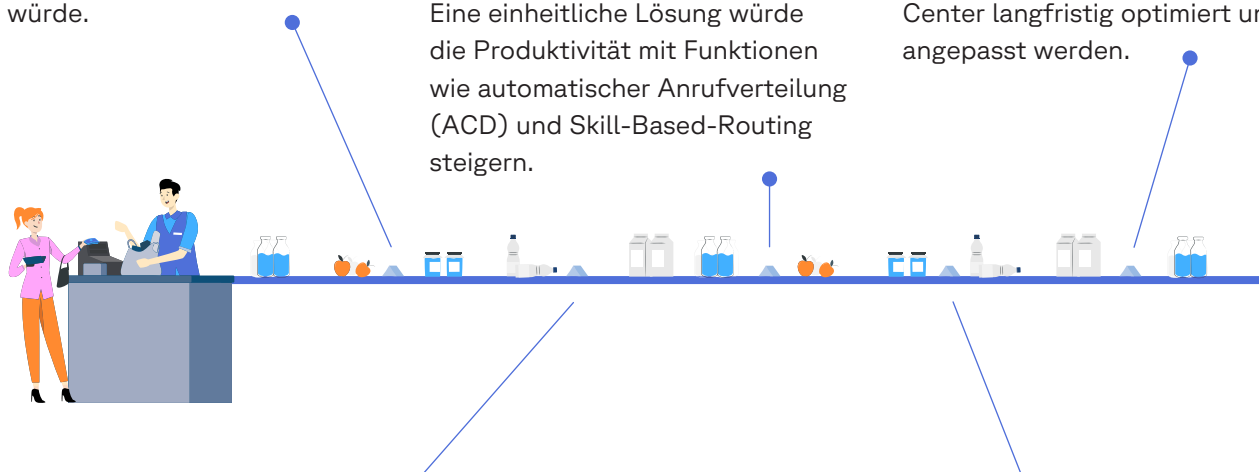 würde.
Eine einheitliche Lösung würde
die Produktivität mit Funktionen
wie automatischer Anrufverteilung
(ACD) und Skill-Based-Routing
steigern.
Center langfristig optimiert
angepasst werden.